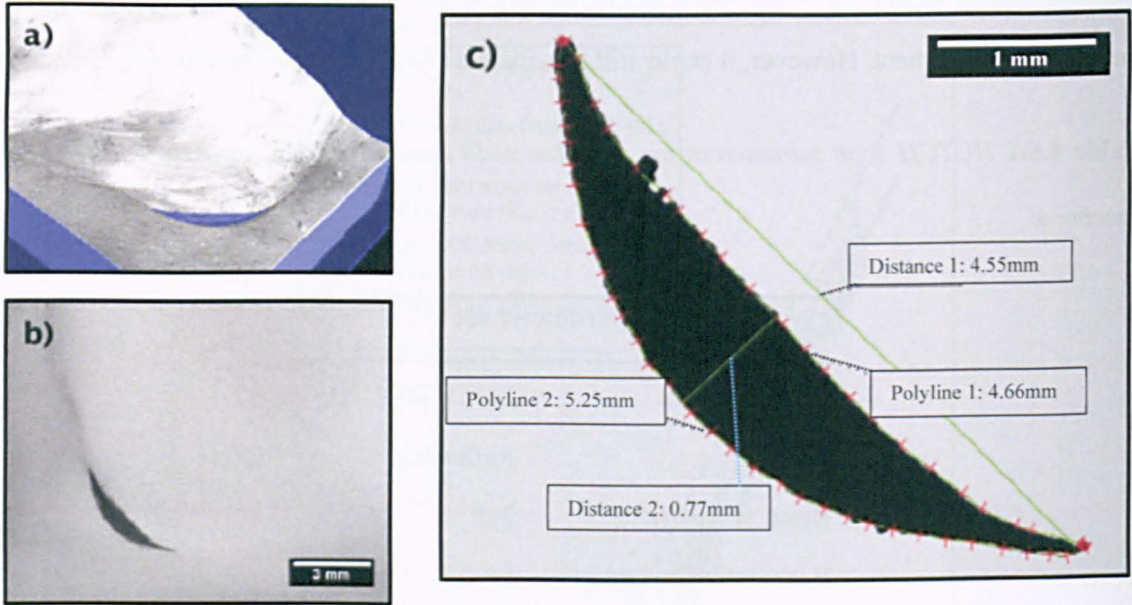 a)
b)
3 mm
c)
1 mm
Distance 1: 4.55mm
Polyline 1: 4.66mm
Polyline 2: 5.25mm
Distance 2: 0.77mm